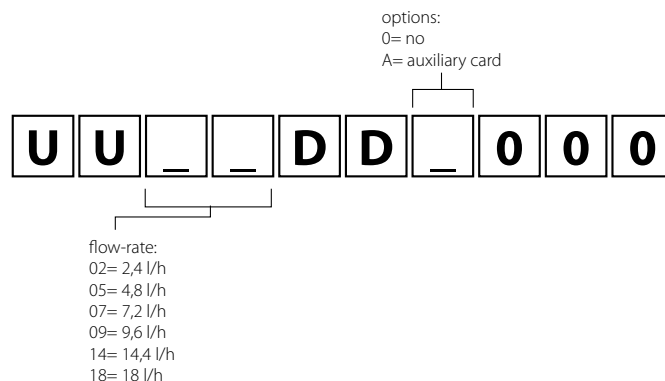 options:
0= no
A= auxiliary card
U U _ _ D D _ 0 0 0
flow-rate:
02= 2,4 l/h
05= 4,8 l/h
07= 7,2 l/h
09= 9,6 l/h
14= 14,4 l/h
18= 18 l/h